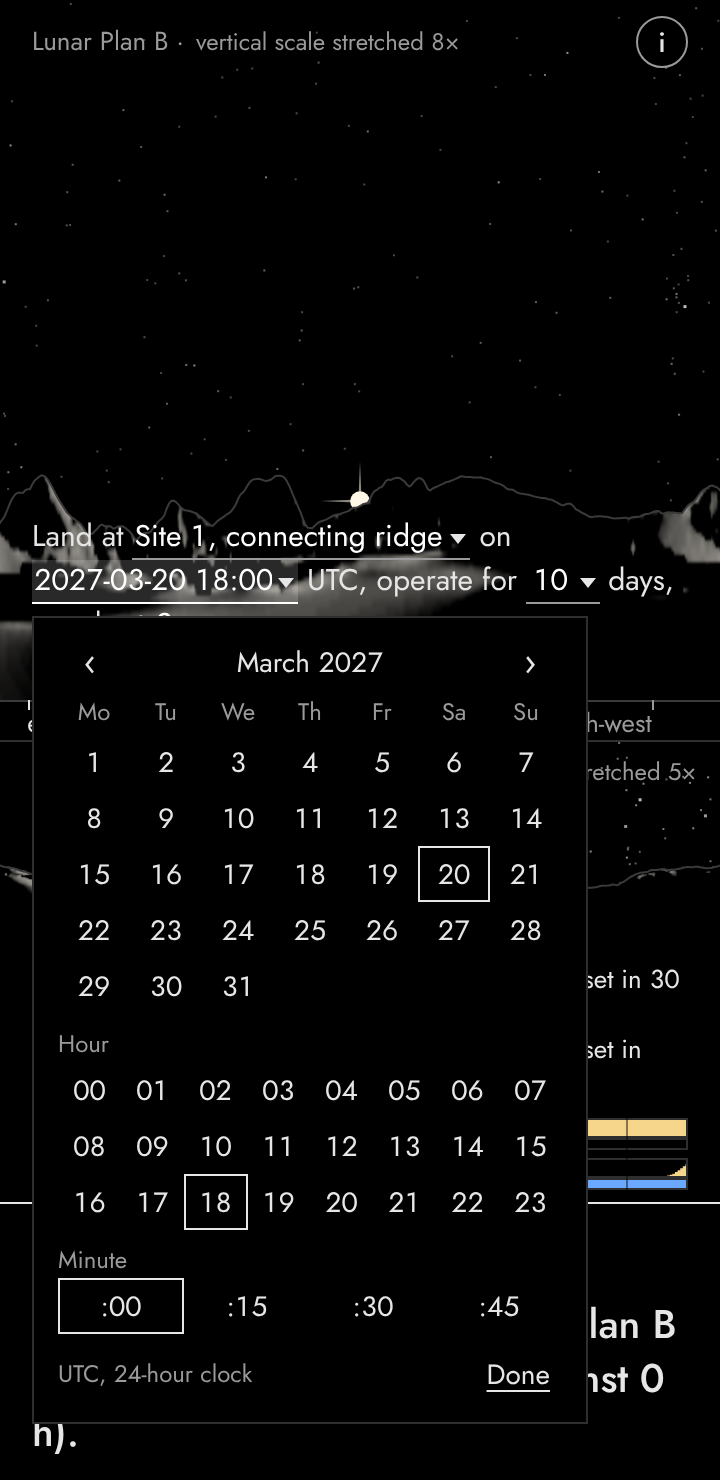 Lunar Plan B · vertical scale stretched 8×
i
Land at Site 1, connecting ridge on
2027-03-20 18:00 UTC, operate for 10 days,
March 2027
Mo Tu We Th Fr Sa Su
h-west
1 2 3 4 5 6 7
retched 5×
8 9 10 11 12 13 14
15 16 17 18 19 20 21
22 23 24 25 26 27 28
29 30 31
set in 30
Hour
set in
00 01 02 03 04 05 06 07
08 09 10 11 12 13 14 15
16 17 18 19 20 21 22 23
Minute
:00 :15 :30 :45
lan B
UTC, 24-hour clock Done
nst 0
h).